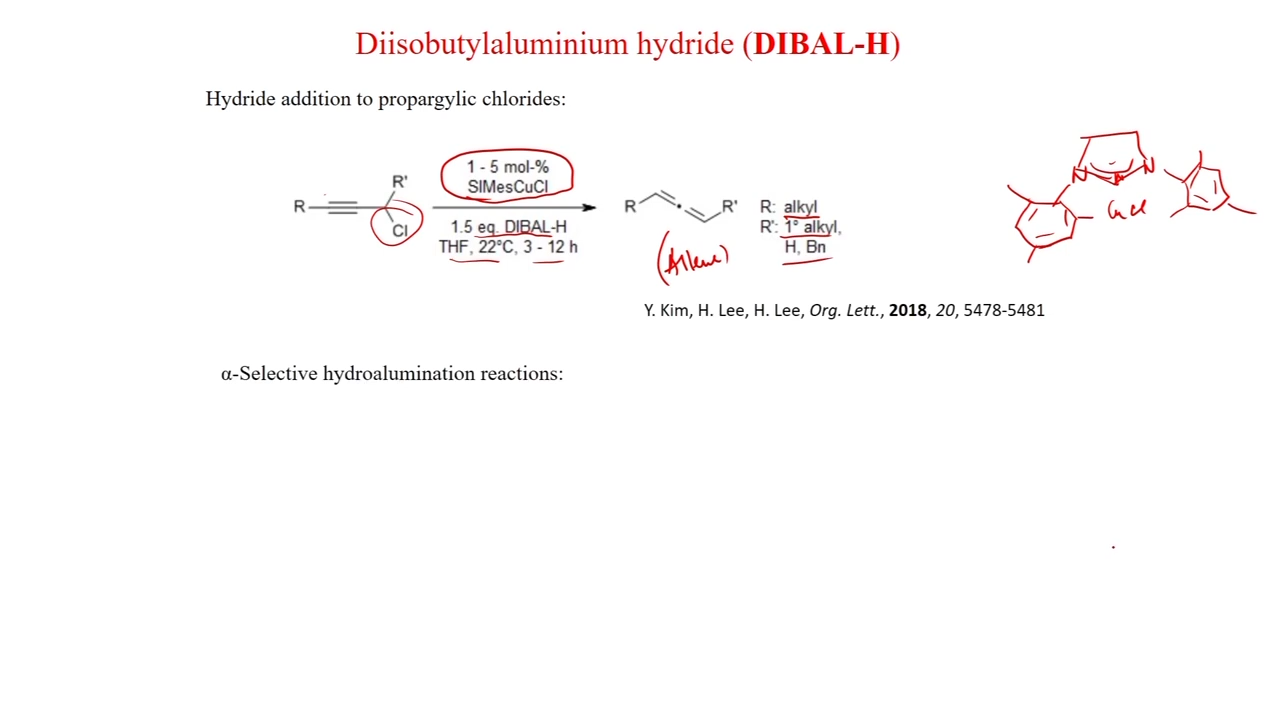 Diisobutylaluminium hydride (DIBAL-H)
Hydride addition to propargylic chlorides:
R
R'
Cl
1 - 5 mol-%
SIMesCuCl
1.5 eq. DIBAL-H
THF, 22°C, 3 - 12 h
R R'
(Allene)
R: alkyl
R': 1° alkyl,
H, Bn
N N
CuCl
Y. Kim, H. Lee, H. Lee, Org. Lett., 2018, 20, 5478-5481
α-Selective hydroalumination reactions: